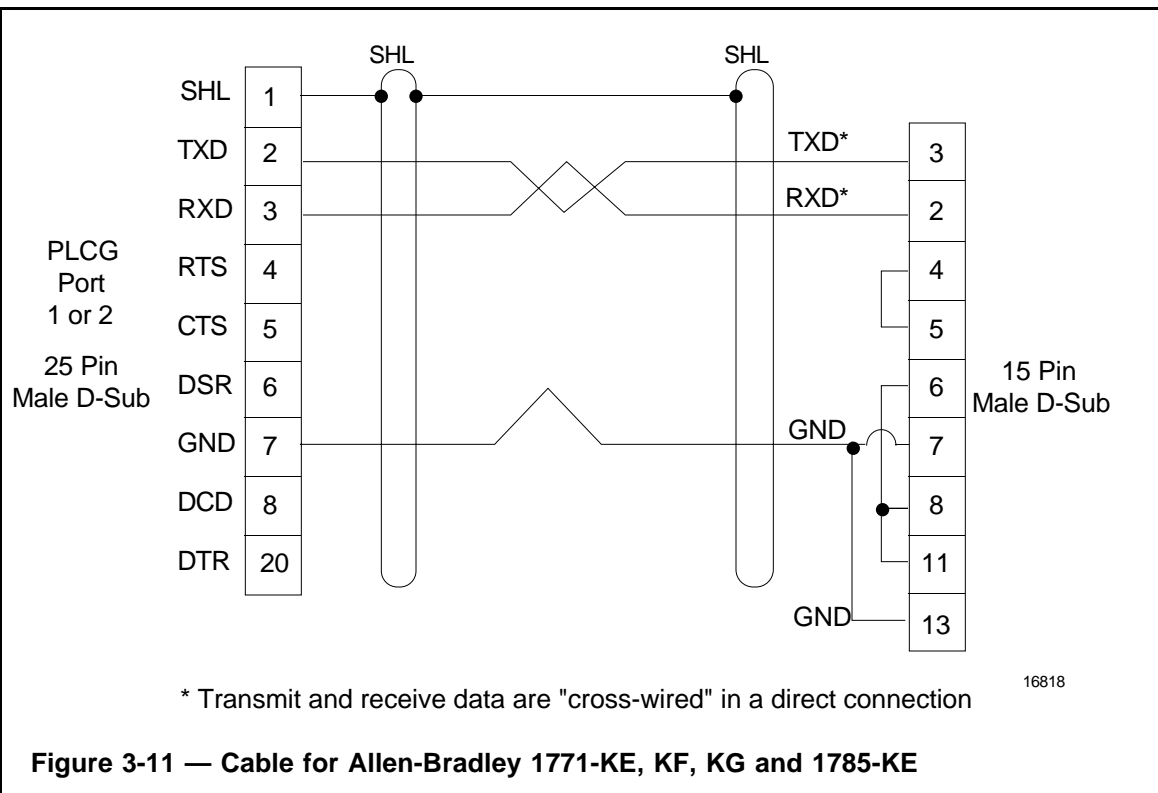 SHL SHL
SHL 1
TXD 2 TXD* 3
RXD 3 RXD* 2
PLCG
Port
1 or 2
25 Pin
Male D-Sub
RTS 4 4
CTS 5 5
DSR 6 6
GND 7 GND 7
DCD 8 8
DTR 20 11
GND 13
15 Pin
Male D-Sub
16818
* Transmit and receive data are "cross-wired" in a direct connection
Figure 3-11 — Cable for Allen-Bradley 1771-KE, KF, KG and 1785-KE